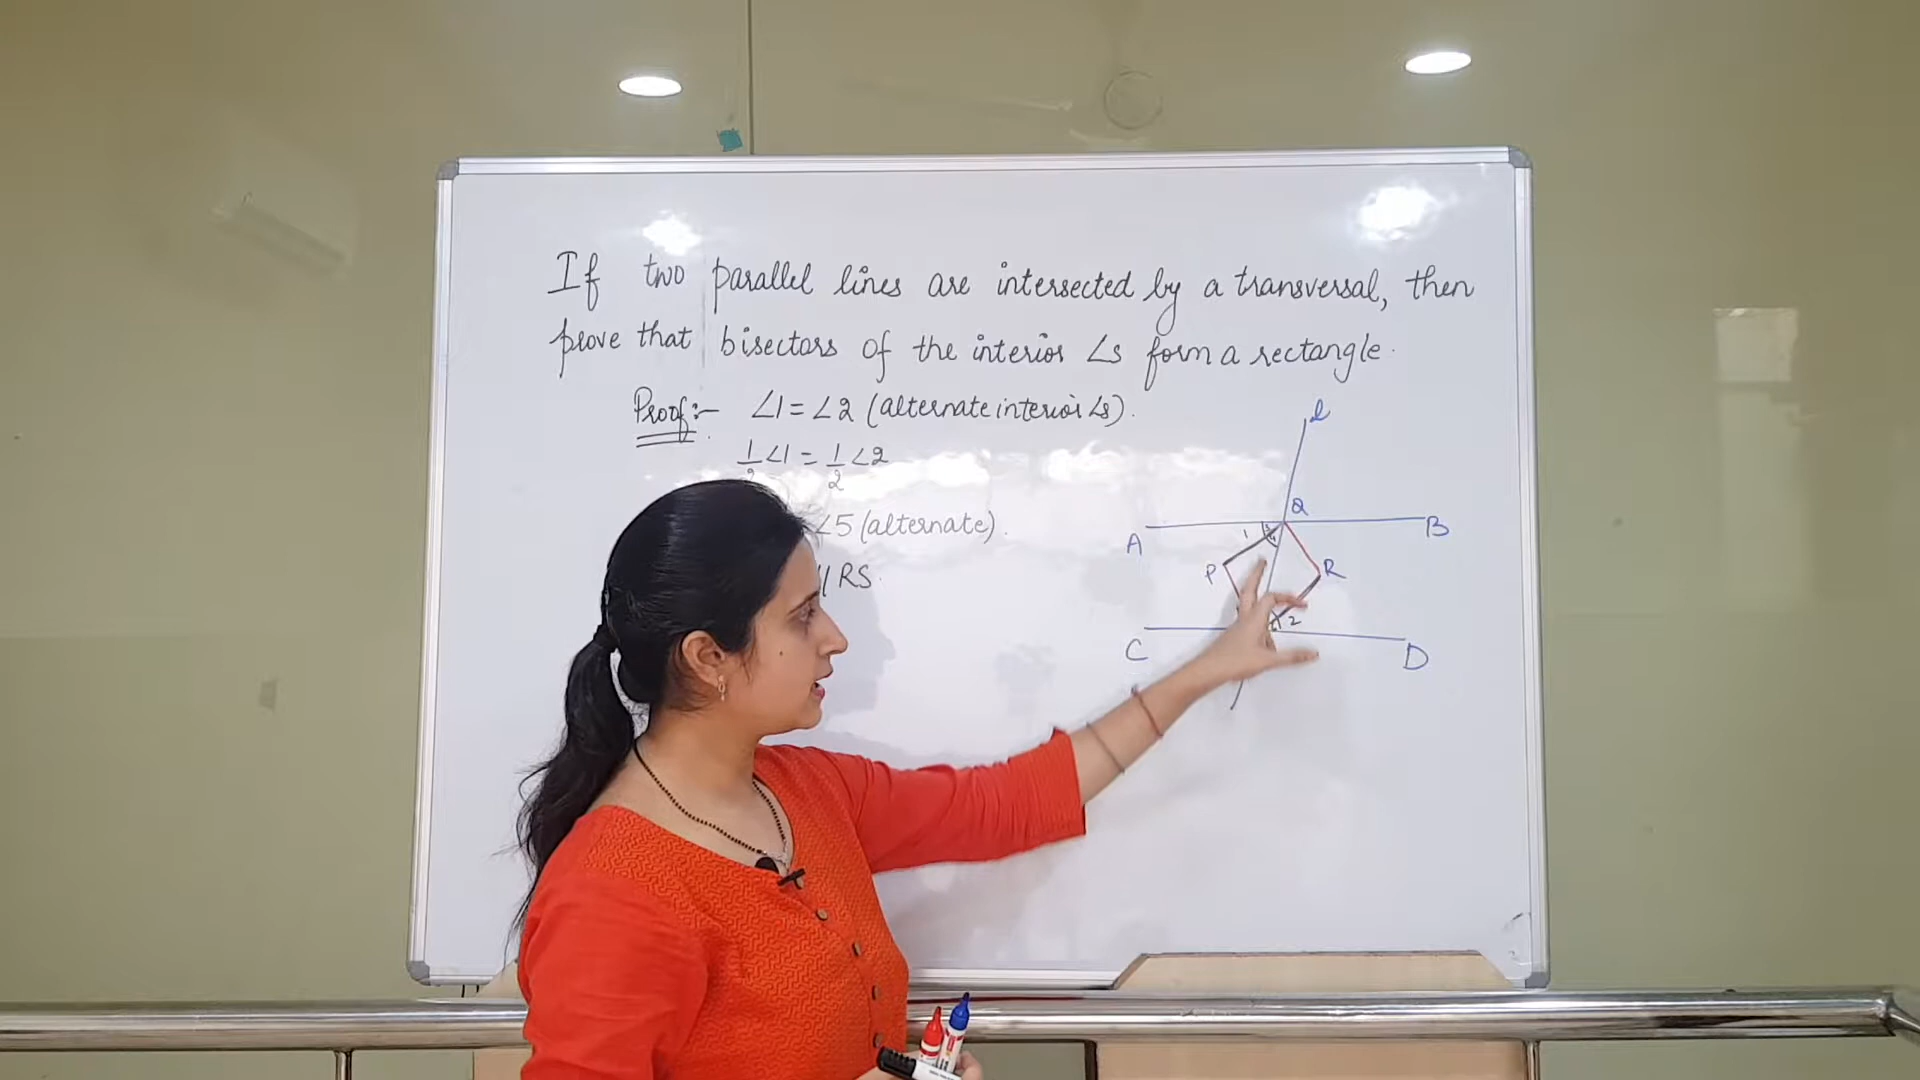 If two parallel lines are intersected by a transversal, then
prove that bisectors of the interior ∠s form a rectangle.
Proof:- ∠1 = ∠2 (alternate interior ∠s).
1/2 ∠1 = 1/2 ∠2
∠5 (alternate).
// RS.
l
Q
A
B
1
3
P
R
2
C
D